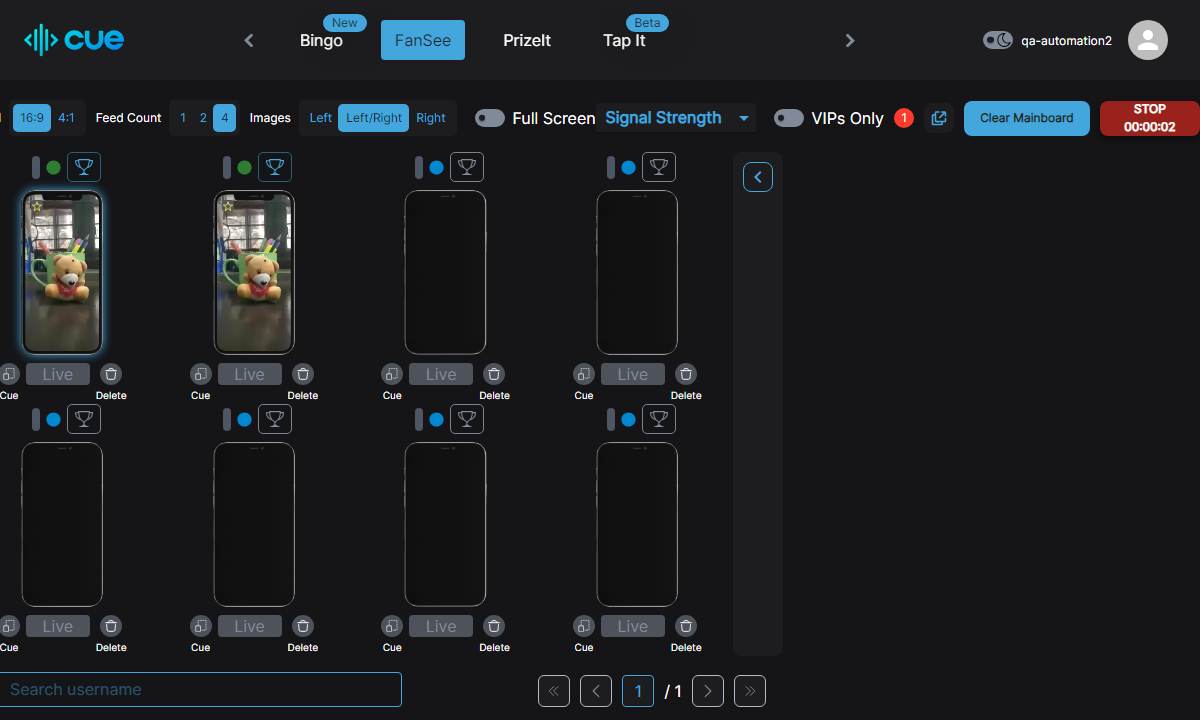 cue
New
Bingo
FanSee
PrizeIt
Beta
Tap It
qa-automation2
16:9
4:1
Feed Count
1
2
4
Images
Left
Left/Right
Right
Full Screen
Signal Strength
VIPs Only
1
Clear Mainboard
STOP
00:00:02
Live
Live
Live
Live
Cue
Delete
Cue
Delete
Cue
Delete
Cue
Delete
Live
Live
Live
Live
Cue
Delete
Cue
Delete
Cue
Delete
Cue
Delete
Search username
1
/ 1